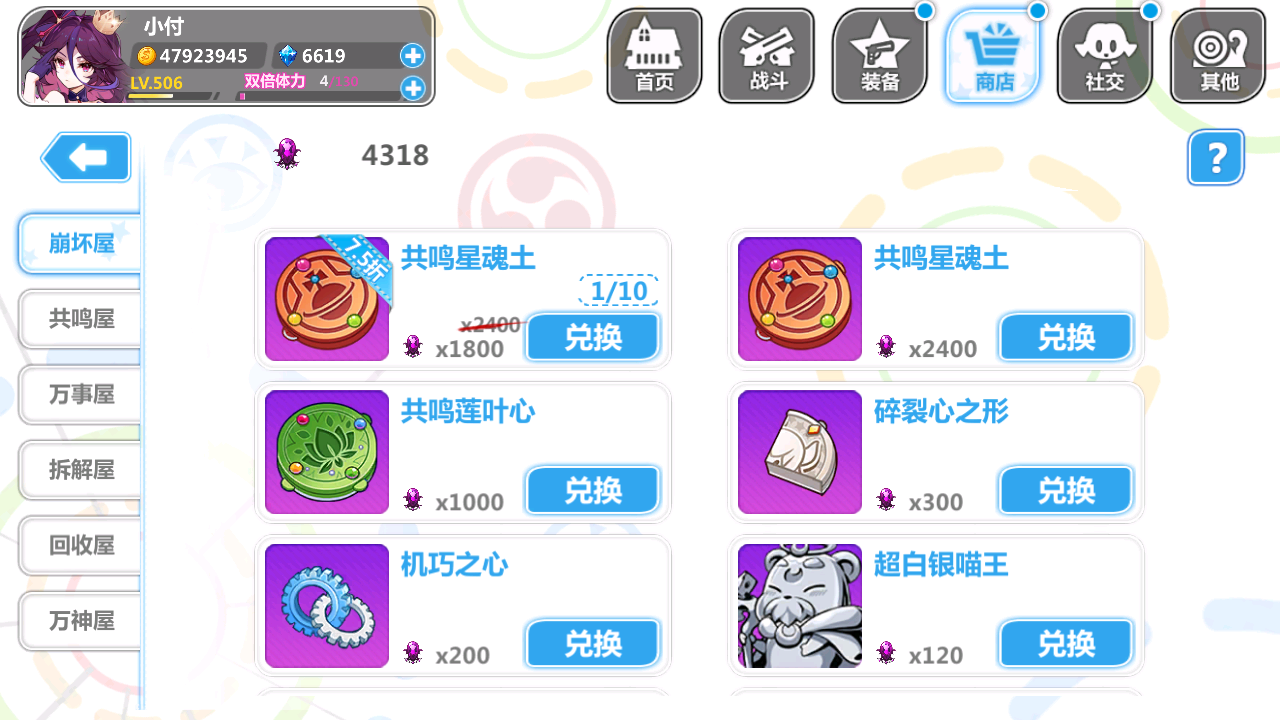 小付
47923945 6619
LV.506 双倍体力 4/130
首页 战斗 装备 商店 社交 其他
4318 ?
崩坏屋
共鸣屋
万事屋
拆解屋
回收屋
万神屋
7.5折 共鸣星魂土
1/10
x2400
x1800 兑换
共鸣星魂土
x2400 兑换
共鸣莲叶心
x1000 兑换
碎裂心之形
x300 兑换
机巧之心
x200 兑换
超白银喵王
x120 兑换